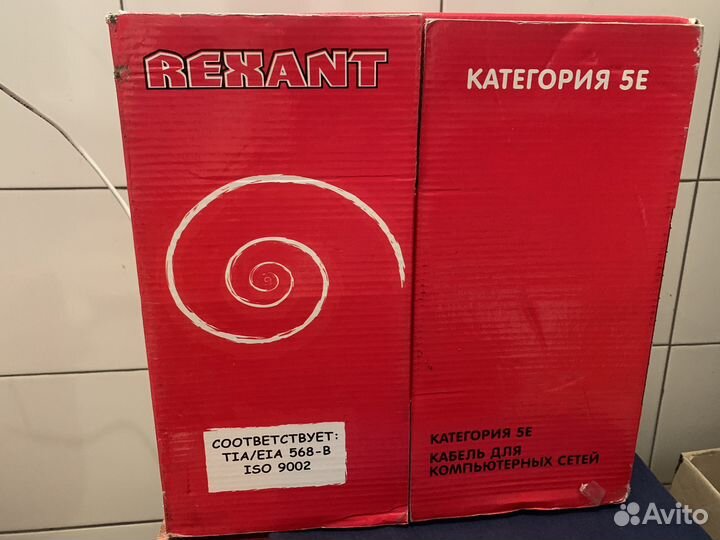 REXANT
КАТЕГОРИЯ 5Е
СООТВЕТСТВУЕТ:
TIA/EIA 568-B
ISO 9002
КАТЕГОРИЯ 5Е
КАБЕЛЬ ДЛЯ
КОМПЬЮТЕРНЫХ СЕТЕЙ
Avito